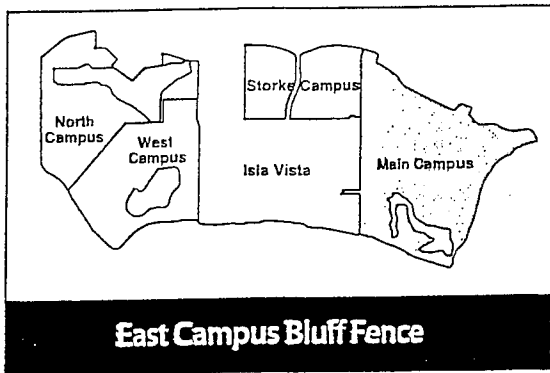 Storke Campus
North
Campus
West
Campus
Isla Vista
Main Campus
East Campus Bluff Fence